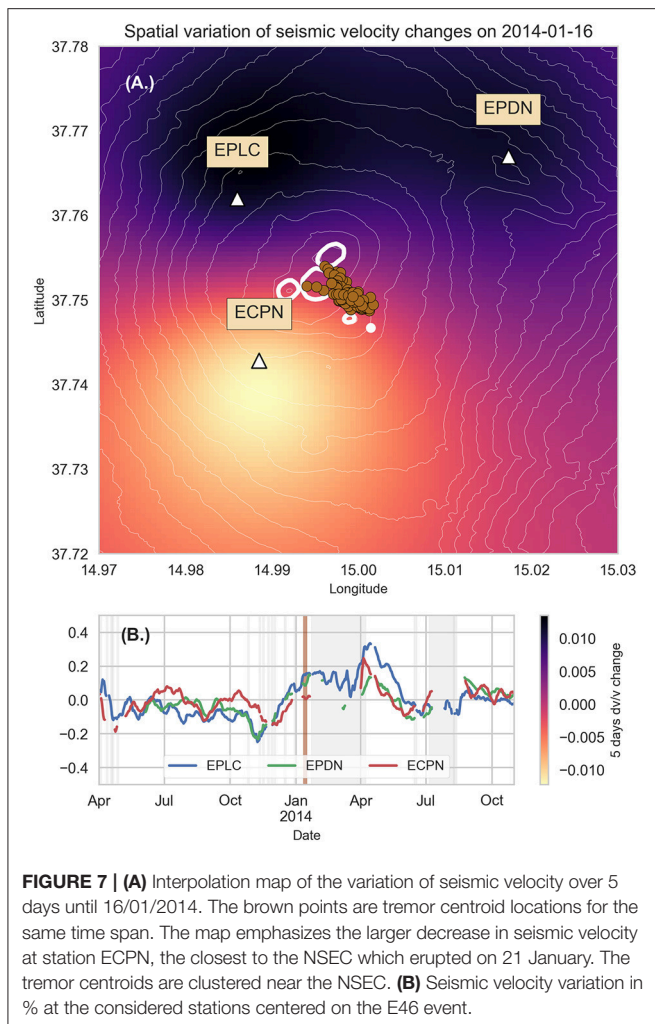 Spatial variation of seismic velocity changes on 2014-01-16
37.78
(A.)
EPDN
37.77
EPLC
37.76
Latitude
37.75
ECPN
37.74
37.73
37.72
14.97 14.98 14.99 15.00 15.01 15.02 15.03
Longitude
(B.)
0.4
0.2
0.0
−0.2
−0.4
EPLC EPDN ECPN
Apr Jul Oct Jan Apr Jul Oct
2014
Date
0.010
0.005
0.000
−0.005
−0.010
5 days dv/v change
FIGURE 7 | (A) Interpolation map of the variation of seismic velocity over 5
days until 16/01/2014. The brown points are tremor centroid locations for the
same time span. The map emphasizes the larger decrease in seismic velocity
at station ECPN, the closest to the NSEC which erupted on 21 January. The
tremor centroids are clustered near the NSEC. (B) Seismic velocity variation in
% at the considered stations centered on the E46 event.